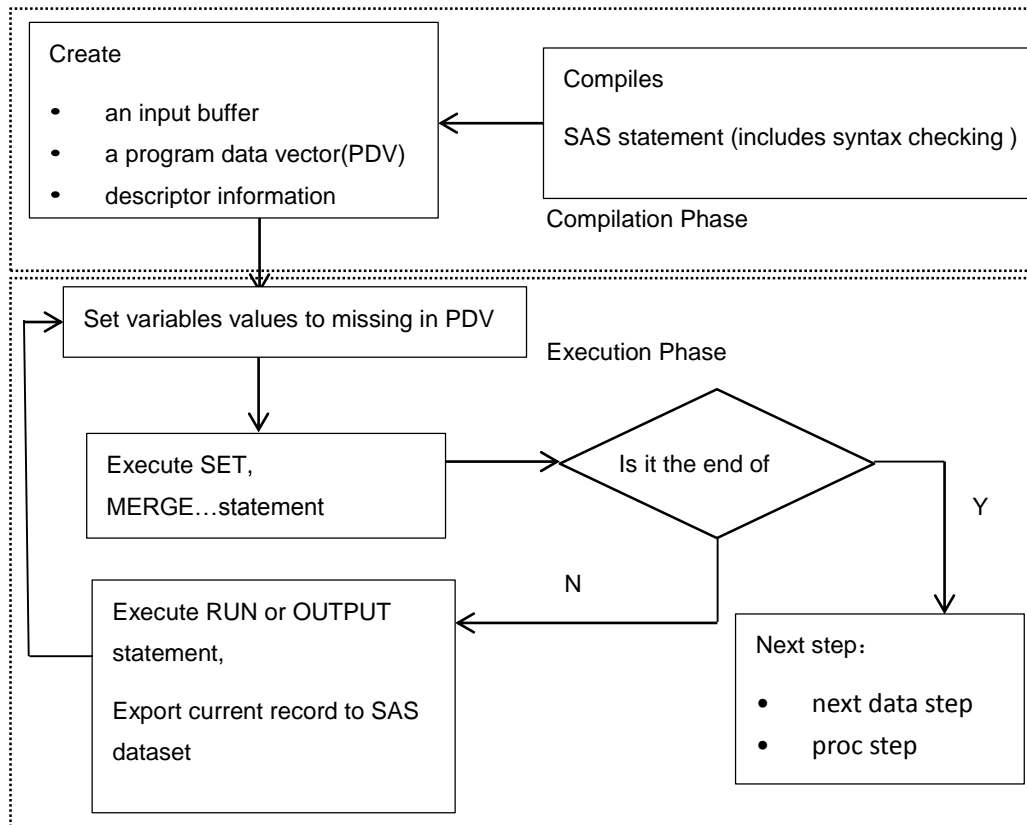 Create
• an input buffer
• a program data vector(PDV)
• descriptor information
Compiles
SAS statement (includes syntax checking )
Compilation Phase
Set variables values to missing in PDV
Execution Phase
Execute SET,
MERGE…statement
Is it the end of
Y
N
Execute RUN or OUTPUT
statement,
Export current record to SAS
dataset
Next step：
• next data step
• proc step